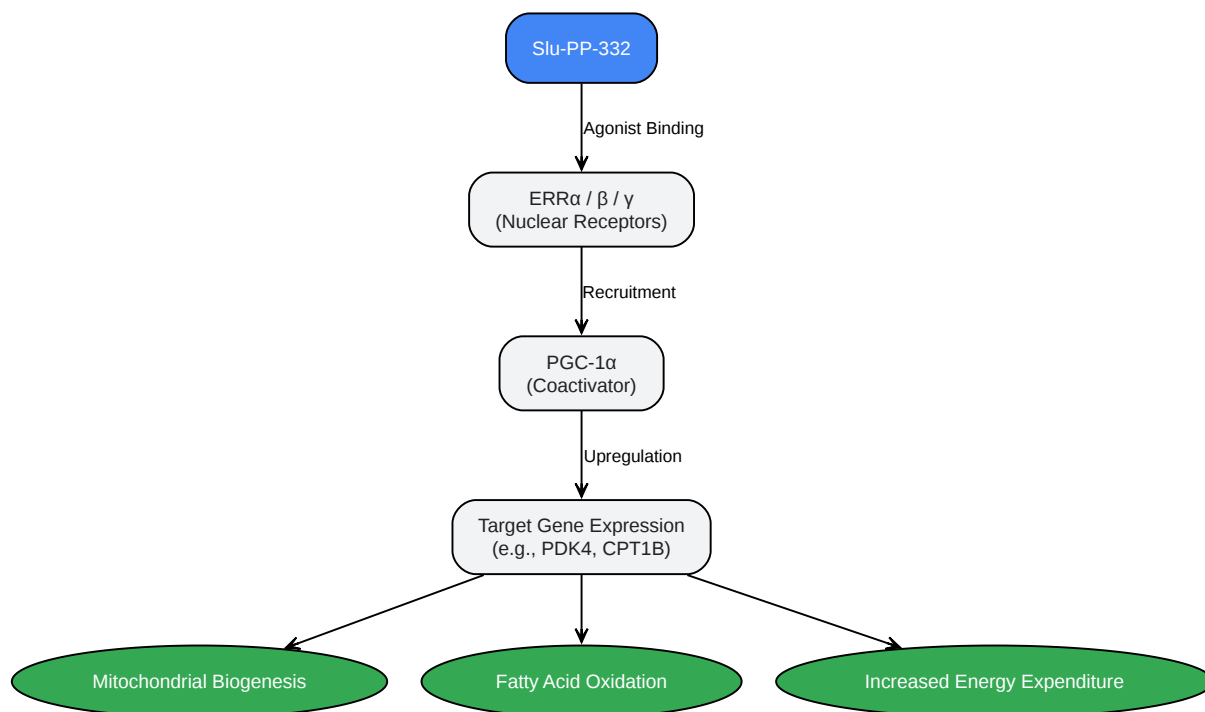 Slu-PP-332
Agonist Binding
ERRα / β / γ
(Nuclear Receptors)
Recruitment
PGC-1α
(Coactivator)
Upregulation
Target Gene Expression
(e.g., PDK4, CPT1B)
Mitochondrial Biogenesis
Fatty Acid Oxidation
Increased Energy Expenditure